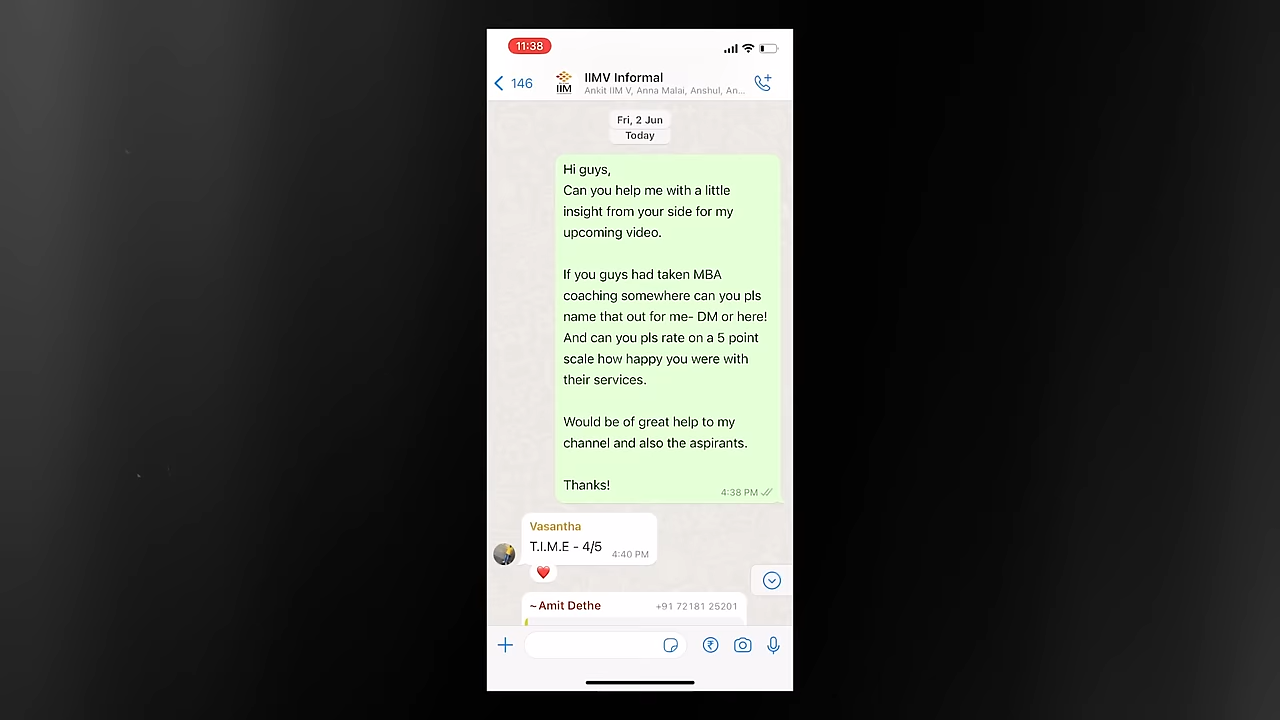 11:38
146
IIM
IIMV Informal
Ankit IIM V, Anna Malai, Anshul, An...
Fri, 2 Jun
Today
Hi guys,
Can you help me with a little
insight from your side for my
upcoming video.
If you guys had taken MBA
coaching somewhere can you pls
name that out for me- DM or here!
And can you pls rate on a 5 point
scale how happy you were with
their services.
Would be of great help to my
channel and also the aspirants.
Thanks!
4:38 PM
Vasantha
T.I.M.E - 4/5
4:40 PM
~Amit Dethe +91 72181 25201